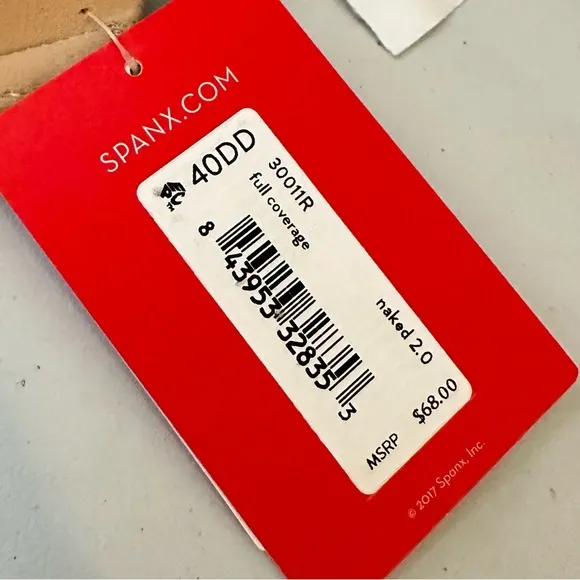 SPANX.COM
40DD
30011R
full coverage
8 43953 32835 3
naked 2.0
MSRP $68.00
© 2017 Spanx, Inc.